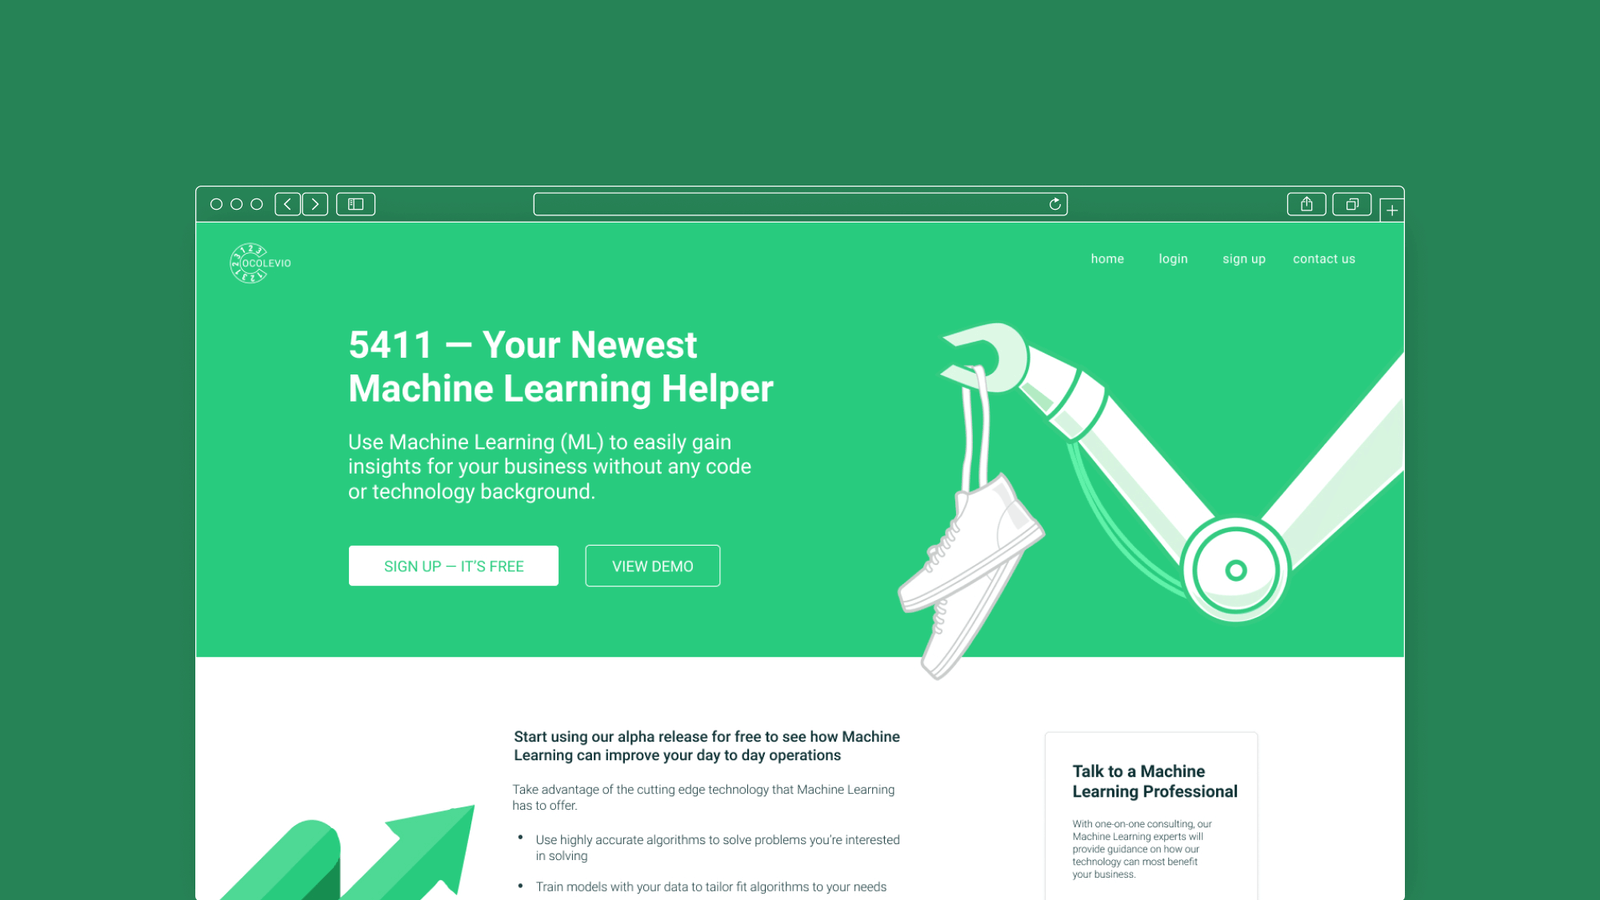 OCOLEVIO
home
login
sign up
contact us
5411 — Your Newest
Machine Learning Helper
Use Machine Learning (ML) to easily gain
insights for your business without any code
or technology background.
SIGN UP — IT'S FREE
VIEW DEMO
Start using our alpha release for free to see how Machine
Learning can improve your day to day operations
Take advantage of the cutting edge technology that Machine Learning
has to offer.
• Use highly accurate algorithms to solve problems you're interested
in solving
• Train models with your data to tailor fit algorithms to your needs
Talk to a Machine
Learning Professional
With one-on-one consulting, our
Machine Learning experts will
provide guidance on how our
technology can most benefit
your business.